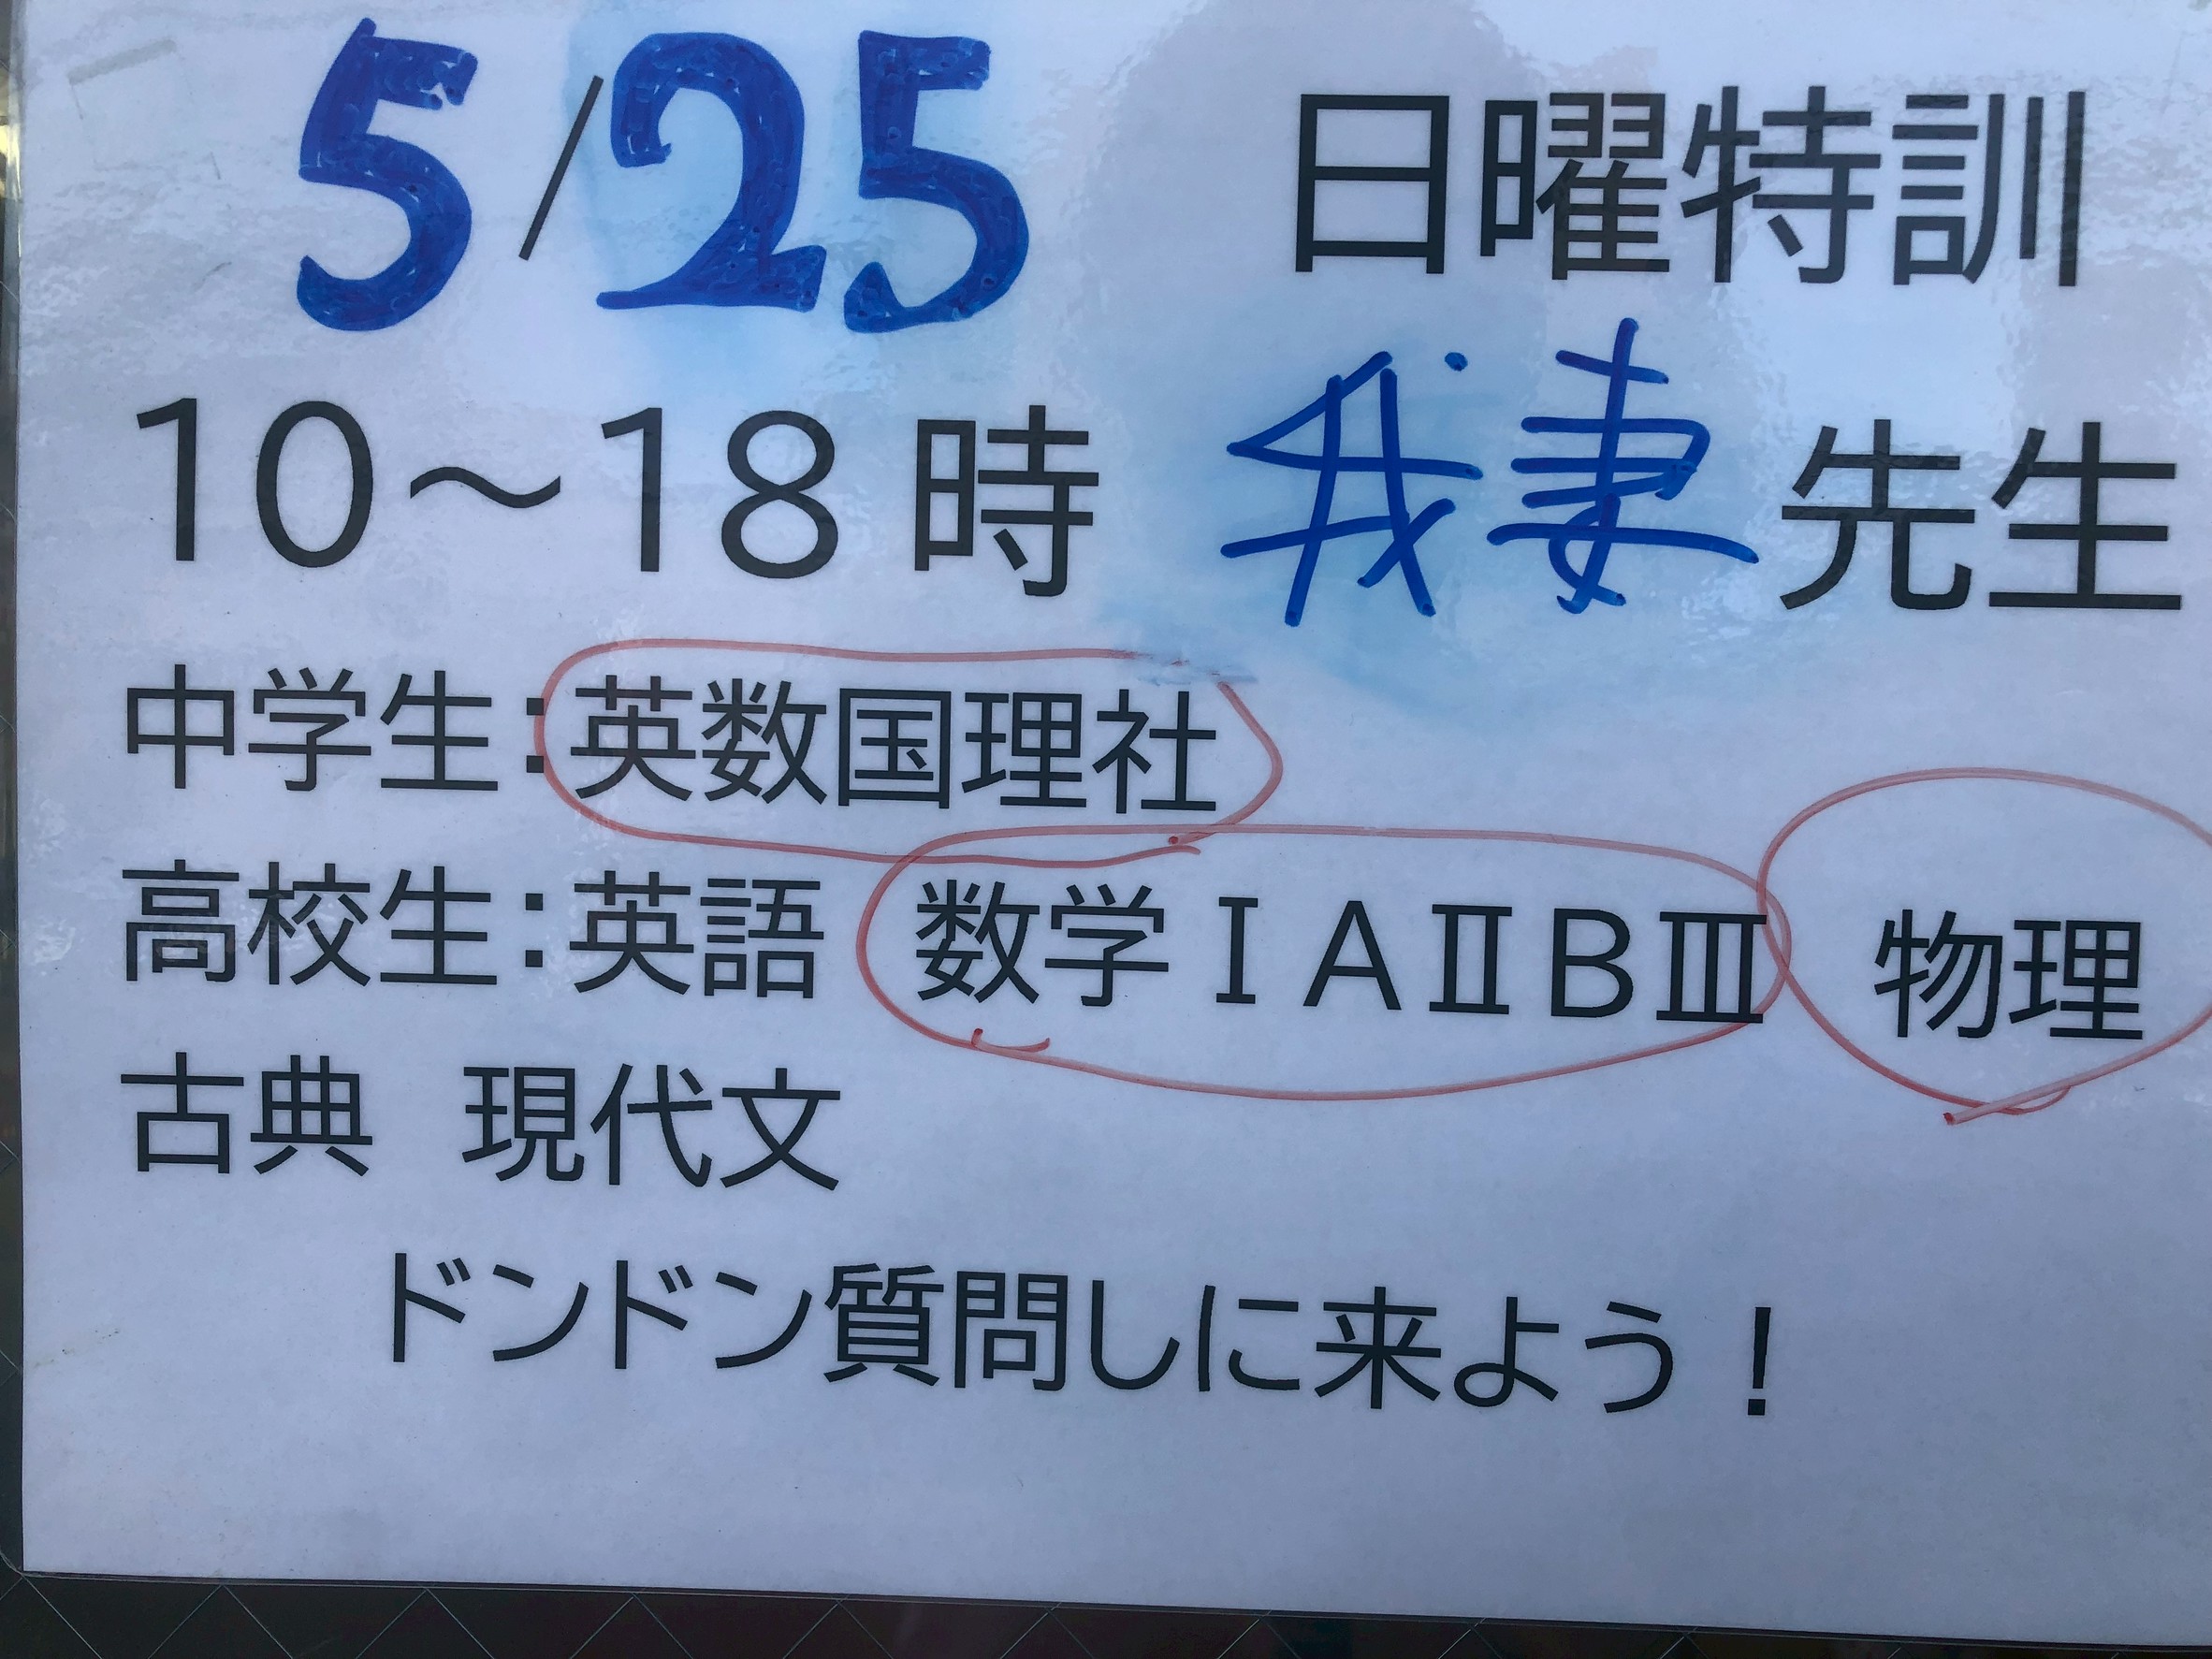 5/25 日曜特訓
10～18時 我妻先生
中学生：英数国理社
高校生：英語 数学ⅠAⅡBⅢ 物理
古典 現代文
ドンドン質問しに来よう！